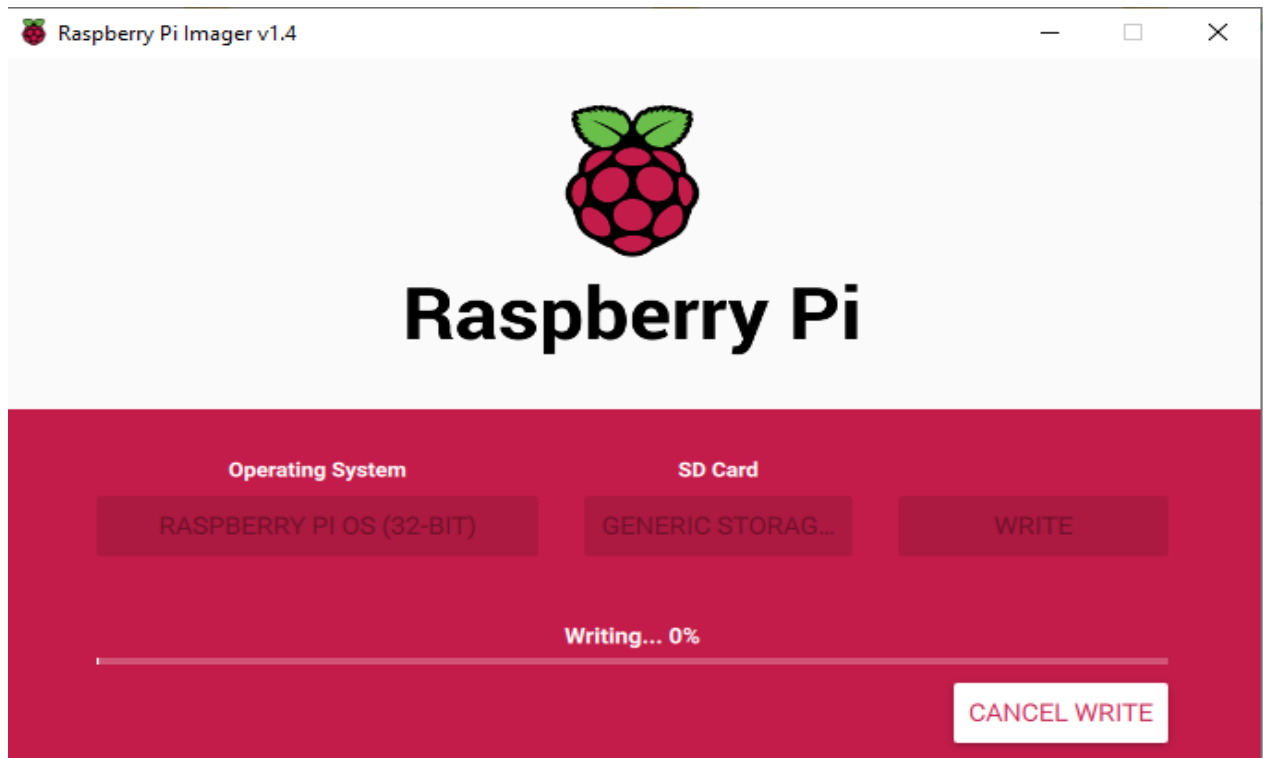 Raspberry Pi Imager v1.4
Raspberry Pi
Operating System
SD Card
RASPBERRY PI OS (32-BIT)
GENERIC STORAG...
WRITE
Writing... 0%
CANCEL WRITE